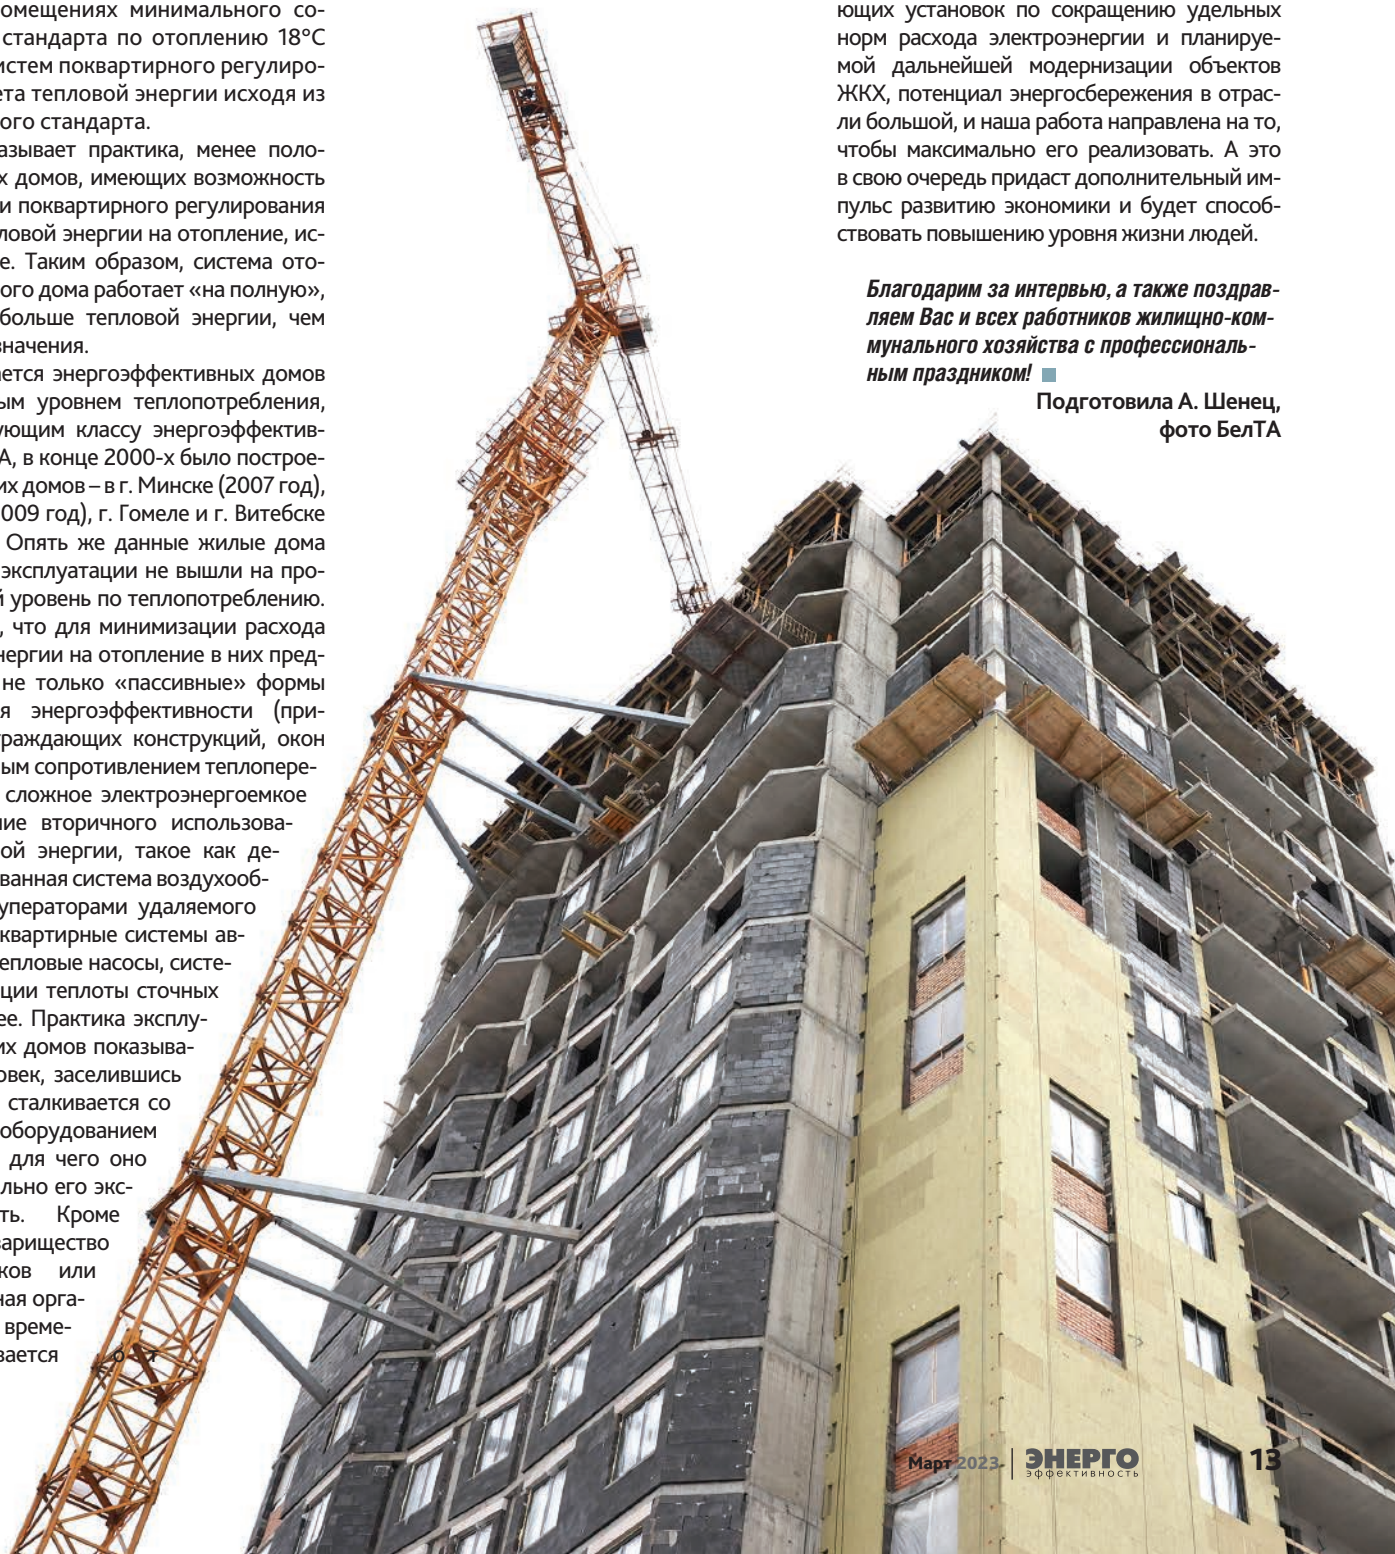 омещениях минимального со-
стандарта по отоплению 18°С
истем поквартирного регулиро-
ета тепловой энергии исходя из
ого стандарта.
азывает практика, менее поло-
х домов, имеющих возможность
и поквартирного регулирования
ловой энергии на отопление, ис-
е. Таким образом, система ото-
ого дома работает «на полную»,
больше тепловой энергии, чем
значения.
ается энергоэффективных домов
ым уровнем теплопотребления,
ующим классу энергоэффектив-
А, в конце 2000-х было построе-
их домов – в г. Минске (2007 год),
009 год), г. Гомеле и г. Витебске
Опять же данные жилые дома
эксплуатации не вышли на про-
й уровень по теплопотреблению.
, что для минимизации расхода
нергии на отопление в них пред-
не только «пассивные» формы
я энергоэффективности (при-
граждающих конструкций, окон
ым сопротивлением теплопере-
сложное электроэнергоемкое
ние вторичного использова-
ой энергии, такое как де-
ванная система воздухооб-
уператорами удаляемого
квартирные системы ав-
епловые насосы, систе-
ции теплоты сточных
ее. Практика эксплу-
их домов показыва-
овек, заселившись
сталкивается со
оборудованием
для чего оно
льно его экс-
ть. Кроме
варищество
ков или
ная орга-
време-
вается
ющих установок по сокращению удельных
норм расхода электроэнергии и планируе-
мой дальнейшей модернизации объектов
ЖКХ, потенциал энергосбережения в отрас-
ли большой, и наша работа направлена на то,
чтобы максимально его реализовать. А это
в свою очередь придаст дополнительный им-
пульс развитию экономики и будет способ-
ствовать повышению уровня жизни людей.
Благодарим за интервью, а также поздрав-
ляем Вас и всех работников жилищно-ком-
мунального хозяйства с профессиональ-
ным праздником!
Подготовила А. Шенец,
фото БелТА
Март 2023
ЭНЕРГО
ЭФФЕКТИВНОСТЬ
13